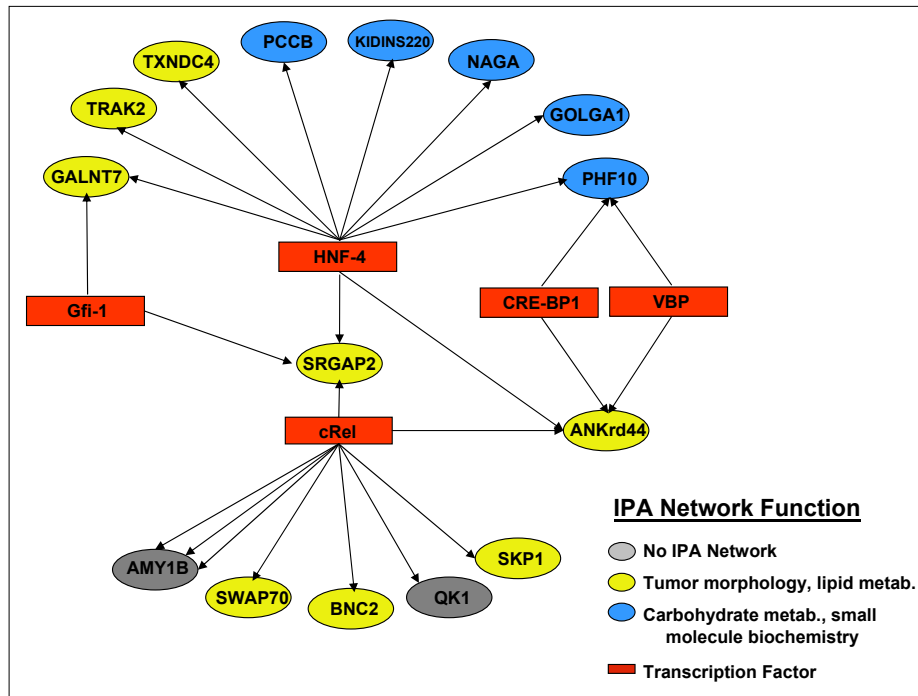 PCCB
KIDINS220
TXNDC4
NAGA
TRAK2
GOLGA1
GALNT7
PHF10
HNF-4
CRE-BP1
VBP
Gfi-1
SRGAP2
cRel
ANKrd44
IPA Network Function
No IPA Network
Tumor morphology, lipid metab.
Carbohydrate metab., small
molecule biochemistry
Transcription Factor
SKP1
AMY1B
SWAP70
BNC2
QK1